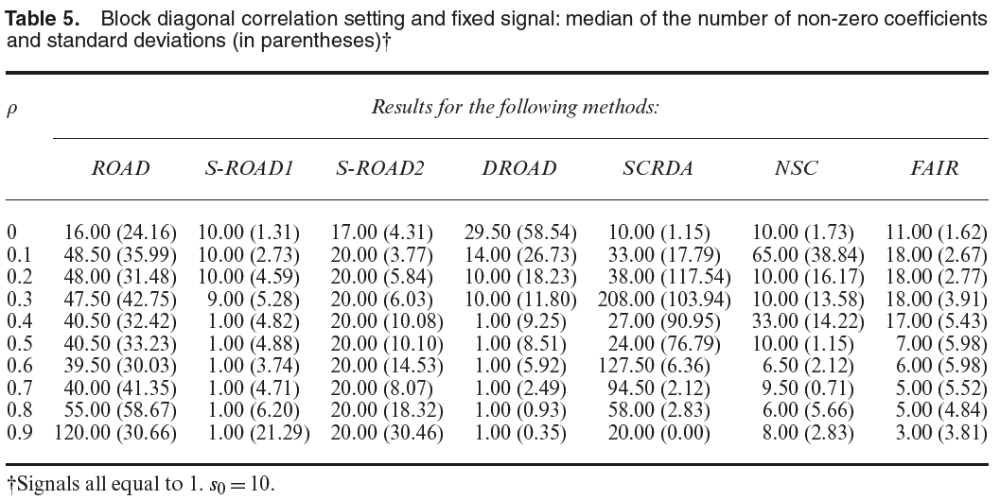 Table 5. Block diagonal correlation setting and fixed signal: median of the number of non-zero coefficients
and standard deviations (in parentheses)†
ρ Results for the following methods:
ROAD S-ROAD1 S-ROAD2 DROAD SCRDA NSC FAIR
0 16.00 (24.16) 10.00 (1.31) 17.00 (4.31) 29.50 (58.54) 10.00 (1.15) 10.00 (1.73) 11.00 (1.62)
0.1 48.50 (35.99) 10.00 (2.73) 20.00 (3.77) 14.00 (26.73) 33.00 (17.79) 65.00 (38.84) 18.00 (2.67)
0.2 48.00 (31.48) 10.00 (4.59) 20.00 (5.84) 10.00 (18.23) 38.00 (117.54) 10.00 (16.17) 18.00 (2.77)
0.3 47.50 (42.75) 9.00 (5.28) 20.00 (6.03) 10.00 (11.80) 208.00 (103.94) 10.00 (13.58) 18.00 (3.91)
0.4 40.50 (32.42) 1.00 (4.82) 20.00 (10.08) 1.00 (9.25) 27.00 (90.95) 33.00 (14.22) 17.00 (5.43)
0.5 40.50 (33.23) 1.00 (4.88) 20.00 (10.10) 1.00 (8.51) 24.00 (76.79) 10.00 (1.15) 7.00 (5.98)
0.6 39.50 (30.03) 1.00 (3.74) 20.00 (14.53) 1.00 (5.92) 127.50 (6.36) 6.50 (2.12) 6.00 (5.98)
0.7 40.00 (41.35) 1.00 (4.71) 20.00 (8.07) 1.00 (2.49) 94.50 (2.12) 9.50 (0.71) 5.00 (5.52)
0.8 55.00 (58.67) 1.00 (6.20) 20.00 (18.32) 1.00 (0.93) 58.00 (2.83) 6.00 (5.66) 5.00 (4.84)
0.9 120.00 (30.66) 1.00 (21.29) 20.00 (30.46) 1.00 (0.35) 20.00 (0.00) 8.00 (2.83) 3.00 (3.81)
†Signals all equal to 1. s₀ = 10.